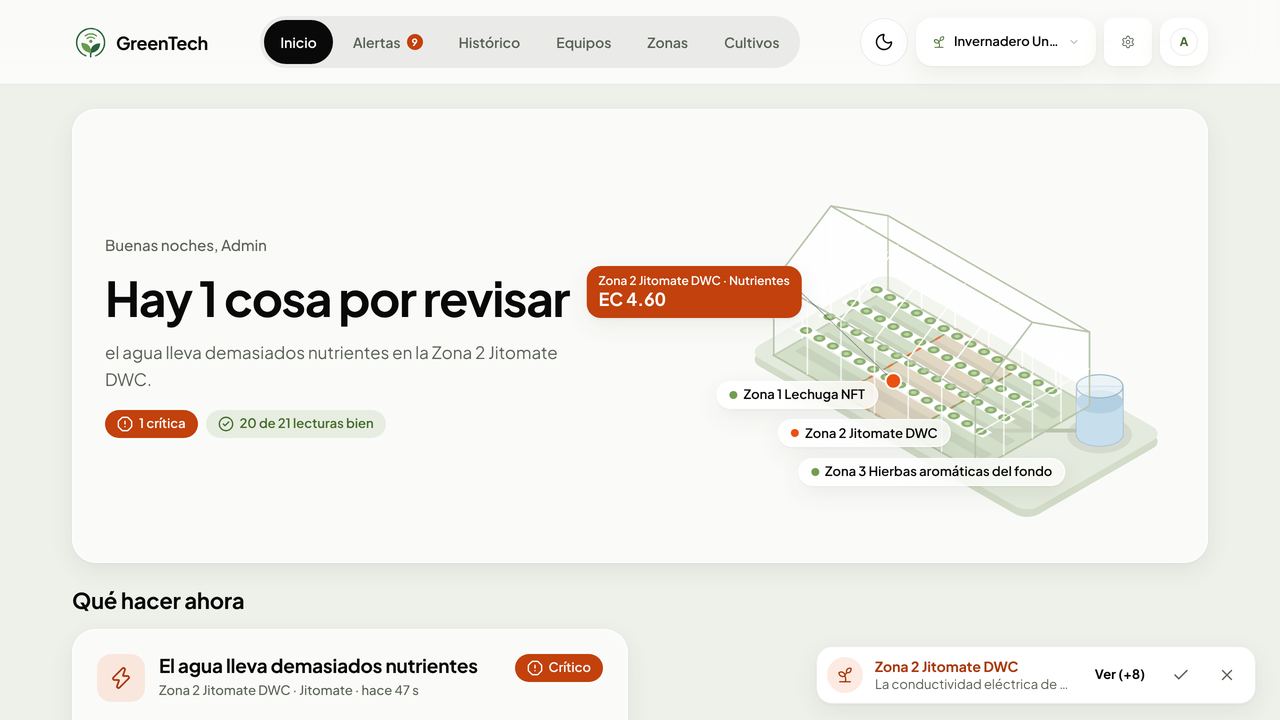 GreenTech
Inicio
Alertas 9
Histórico
Equipos
Zonas
Cultivos
Invernadero Un...
A
Buenas noches, Admin
Hay 1 cosa por revisar
el agua lleva demasiados nutrientes en la Zona 2 Jitomate
DWC.
1 crítica
20 de 21 lecturas bien
Zona 2 Jitomate DWC · Nutrientes
EC 4.60
Zona 1 Lechuga NFT
Zona 2 Jitomate DWC
Zona 3 Hierbas aromáticas del fondo
Qué hacer ahora
El agua lleva demasiados nutrientes
Zona 2 Jitomate DWC · Jitomate · hace 47 s
Crítico
Zona 2 Jitomate DWC
La conductividad eléctrica de ...
Ver (+8)